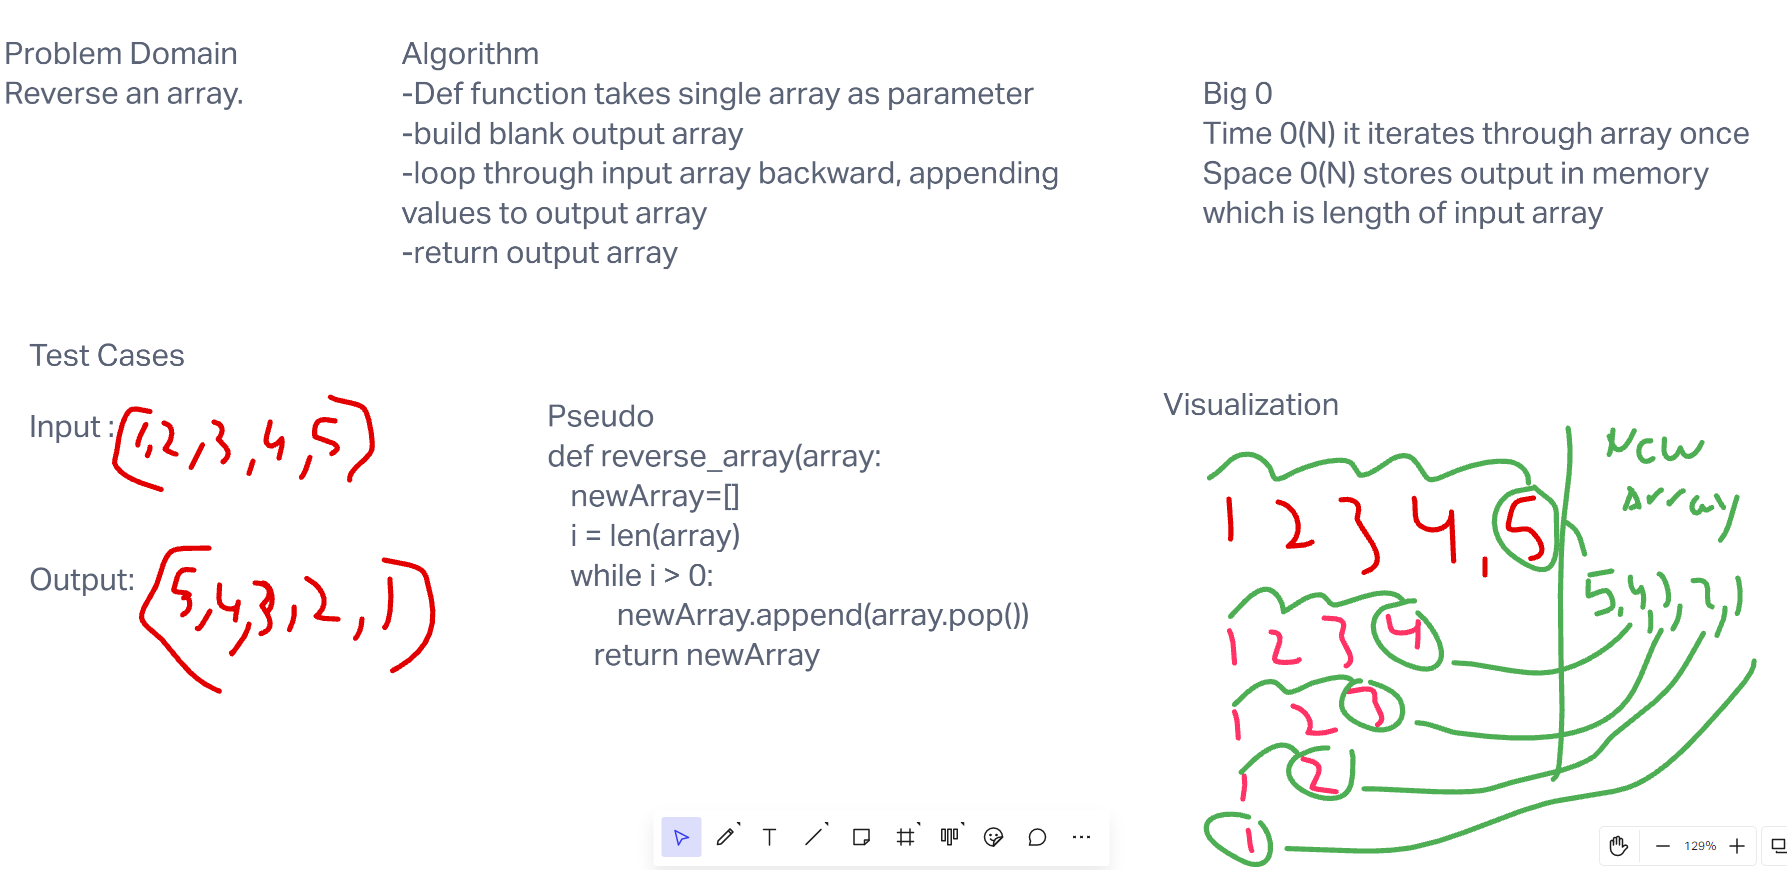 Problem Domain
Reverse an array.
Algorithm
-Def function takes single array as parameter
-build blank output array
-loop through input array backward, appending
values to output array
-return output array
Big 0
Time 0(N) it iterates through array once
Space 0(N) stores output in memory
which is length of input array
Test Cases
Input : [1,2,3,4,5]
Output: [5,4,3,2,1]
Pseudo
def reverse_array(array:
newArray=[]
i = len(array)
while i > 0:
newArray.append(array.pop())
return newArray
Visualization
New
Array
1 2 3 4,5
5,4,3,2,1
1 2 3 4
1 2 3
1 2
1
T
129%